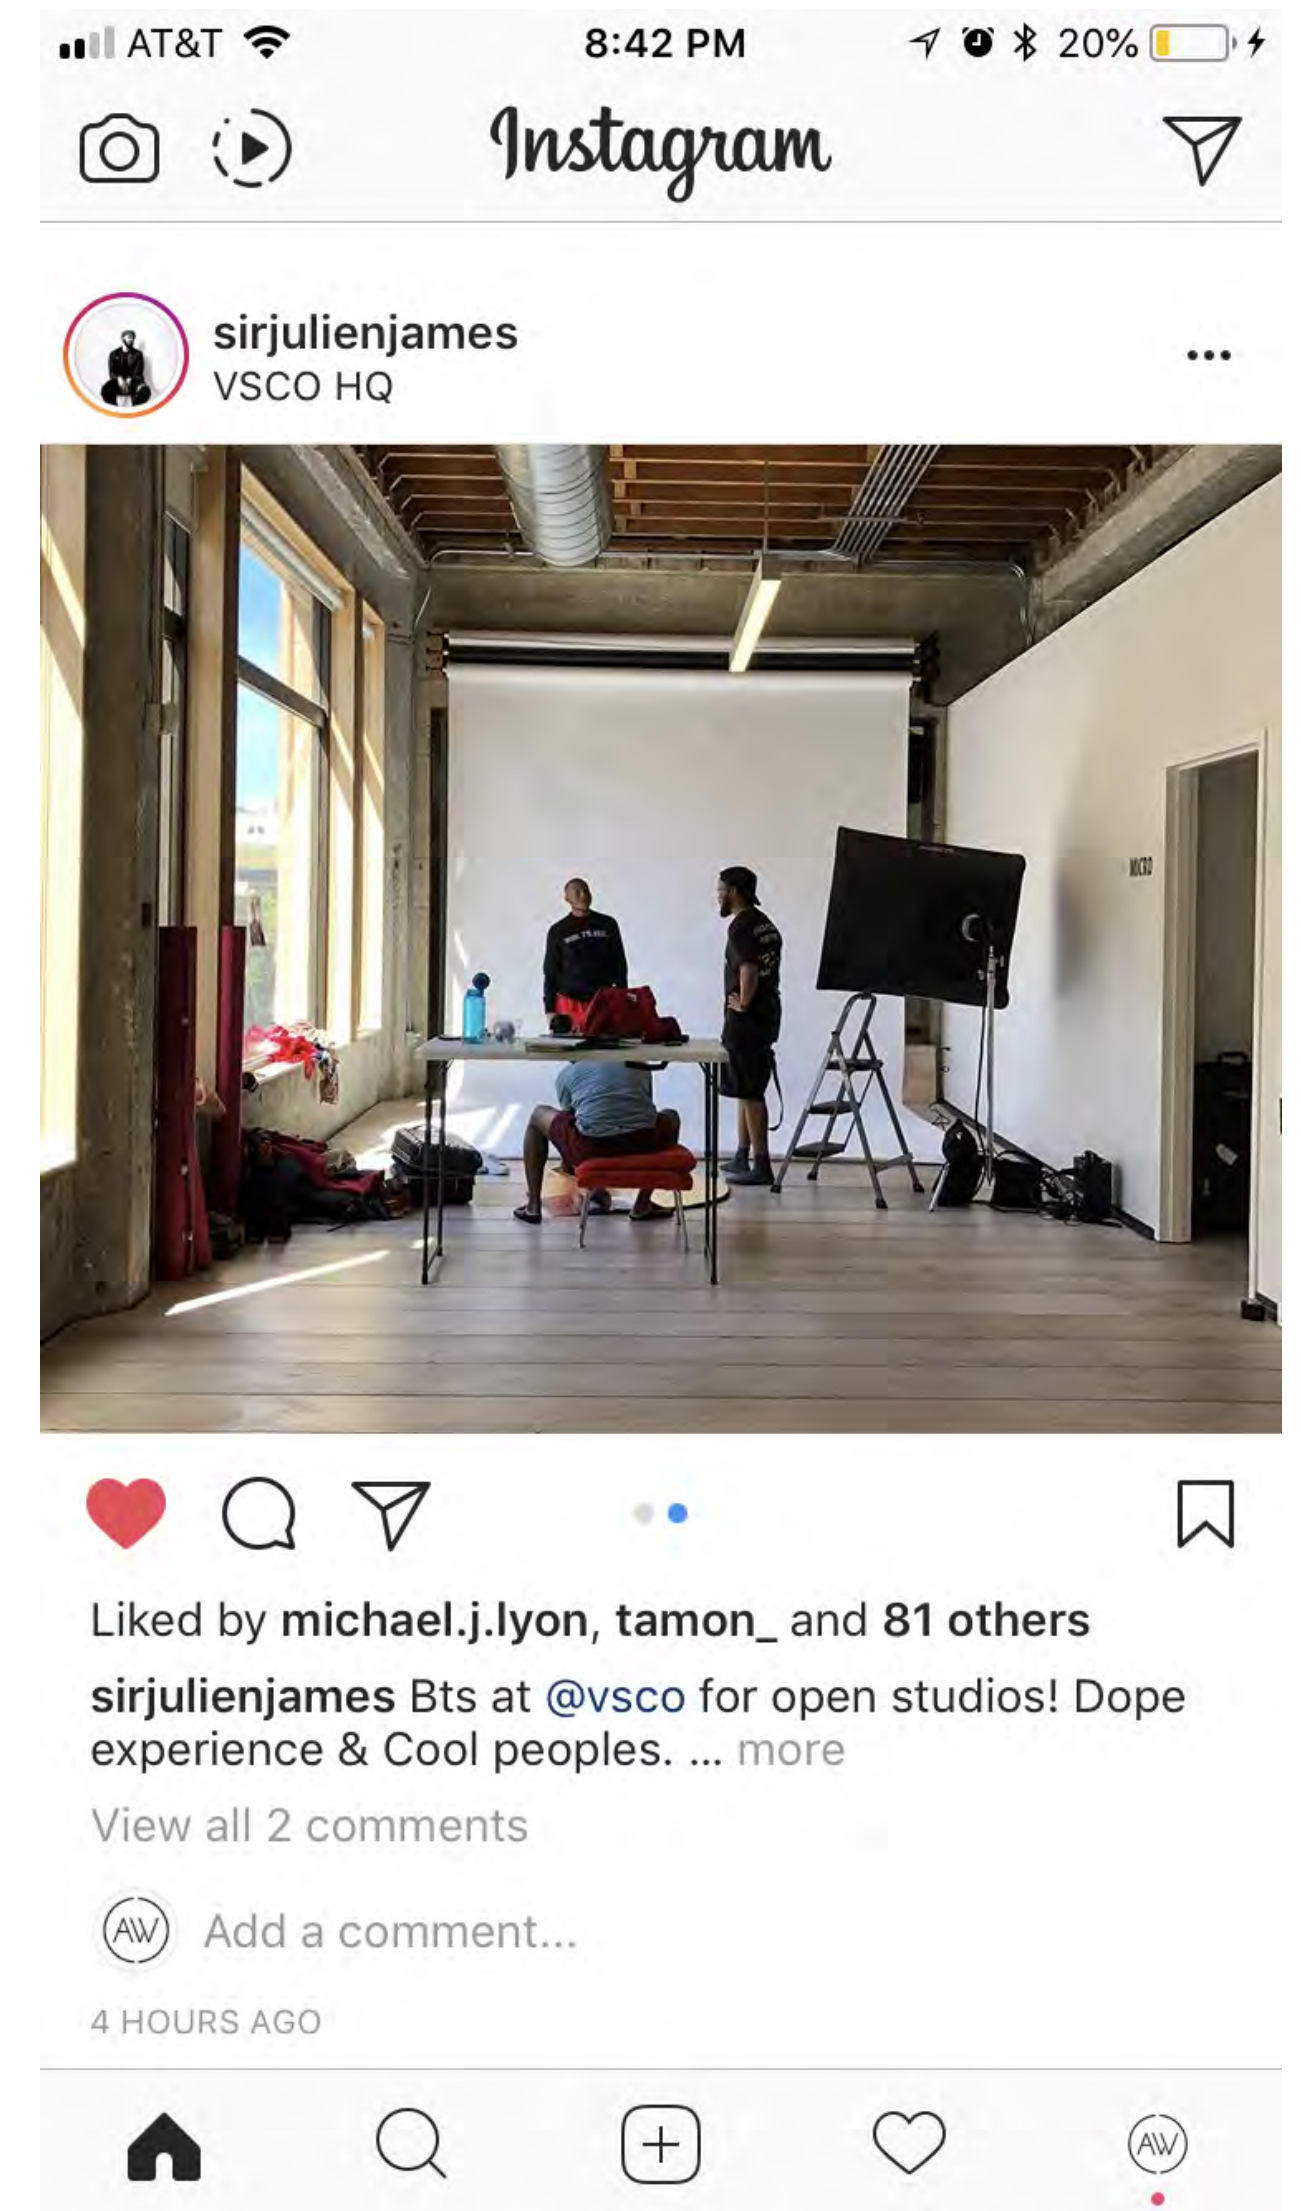 AT&T 8:42 PM 20%
Instagram
sirjulienjames
VSCO HQ
MICRO
Liked by michael.j.lyon, tamon_ and 81 others
sirjulienjames Bts at @vsco for open studios! Dope
experience & Cool peoples. ... more
View all 2 comments
AW Add a comment...
4 HOURS AGO
AW